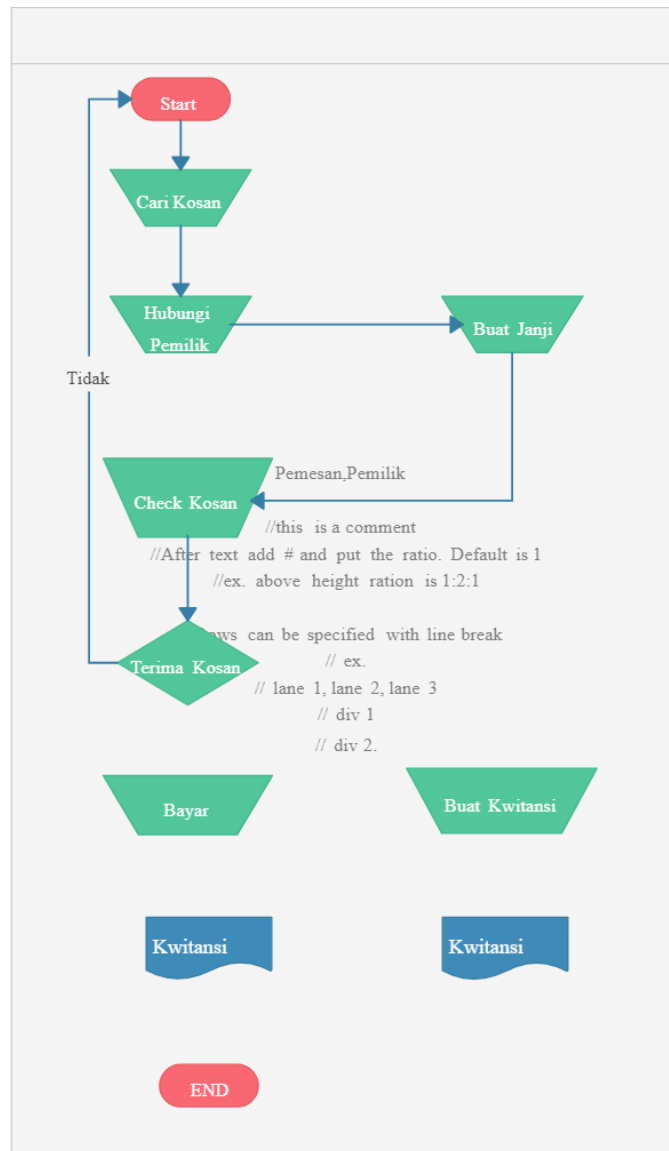 Start
Cari Kosan
Hubungi
Pemilik
Buat Janji
Tidak
Pemesan,Pemilik
Check Kosan
//this is a comment
//After text add # and put the ratio. Default is 1
//ex. above height ration is 1:2:1
can be specified with line break
// ex.
Terima Kosan
// lane 1, lane 2, lane 3
// div 1
// div 2.
Bayar
Buat Kwitansi
Kwitansi
Kwitansi
END